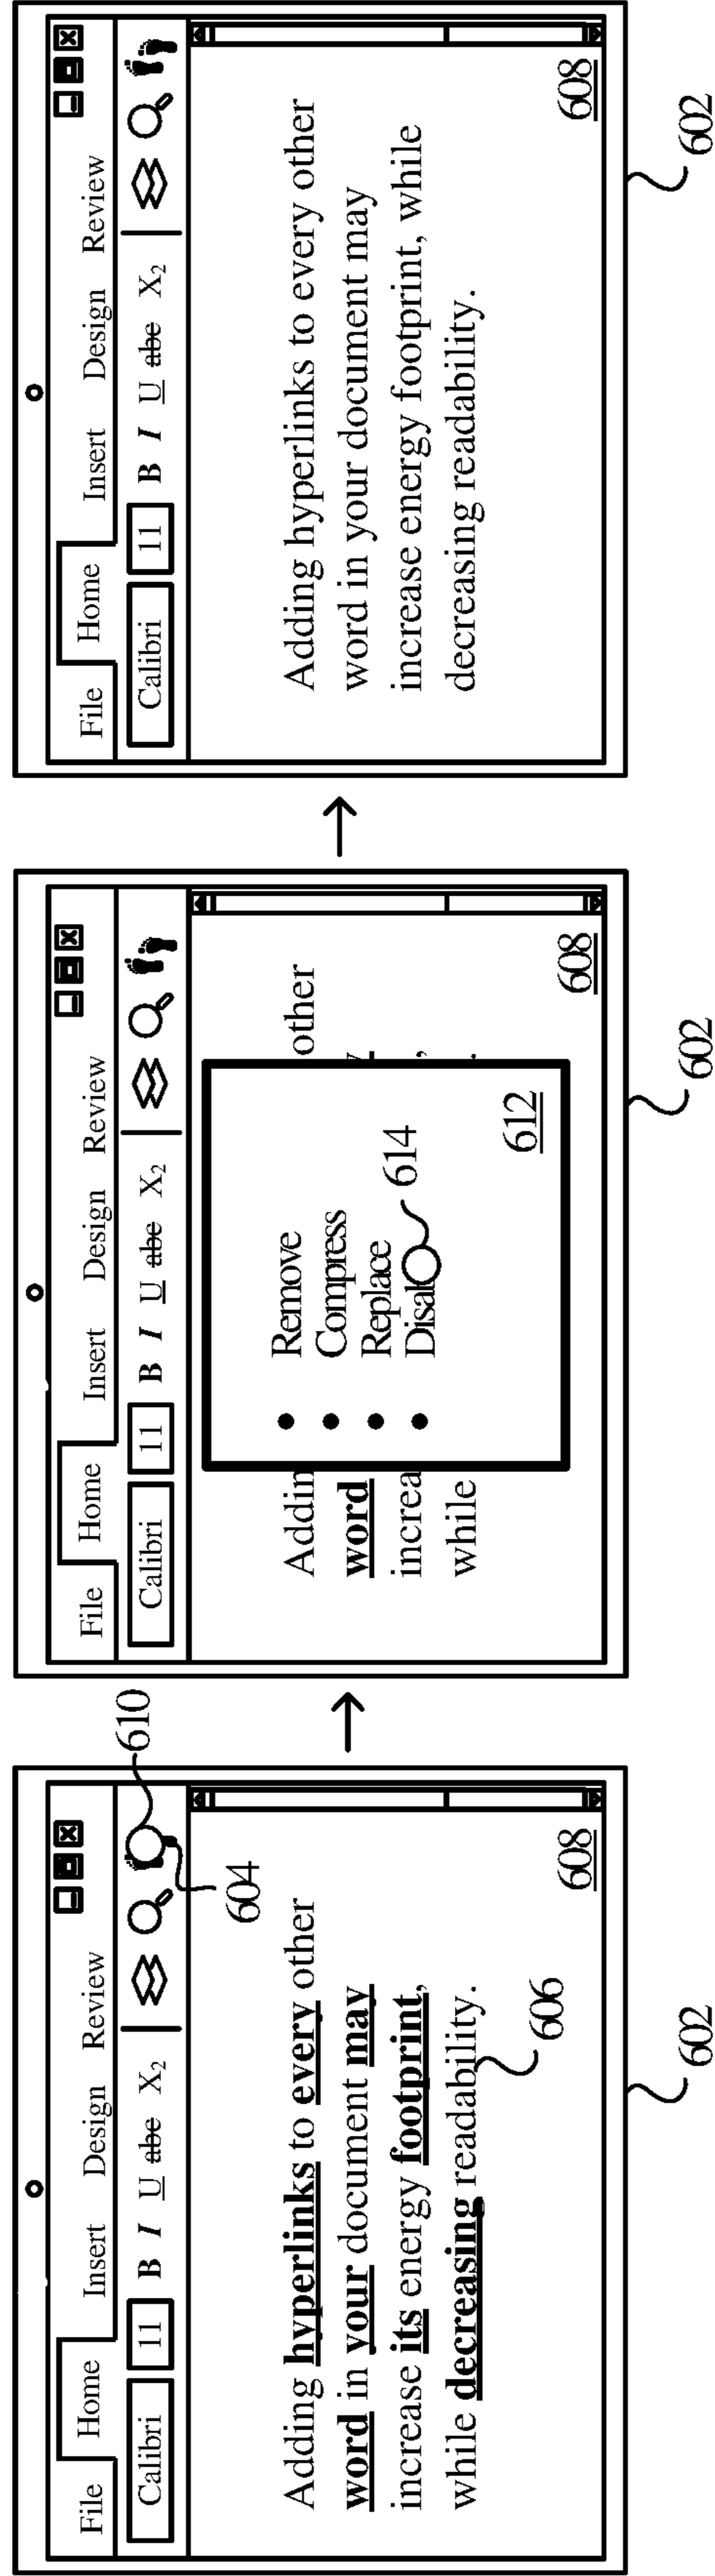 File Home Insert Design Review
Calibri 11 B I U abe X2
610
604
Adding hyperlinks to every other
word in your document may
increase its energy footprint,
while decreasing readability.
606
608
602
File Home Insert Design Review
Calibri 11 B I U abe X2
Addin other
word
increa ,
while .
Remove
Compress
Replace
Disal
614
612
608
602
File Home Insert Design Review
Calibri 11 B I U abe X2
Adding hyperlinks to every other
word in your document may
increase energy footprint, while
decreasing readability.
608
602